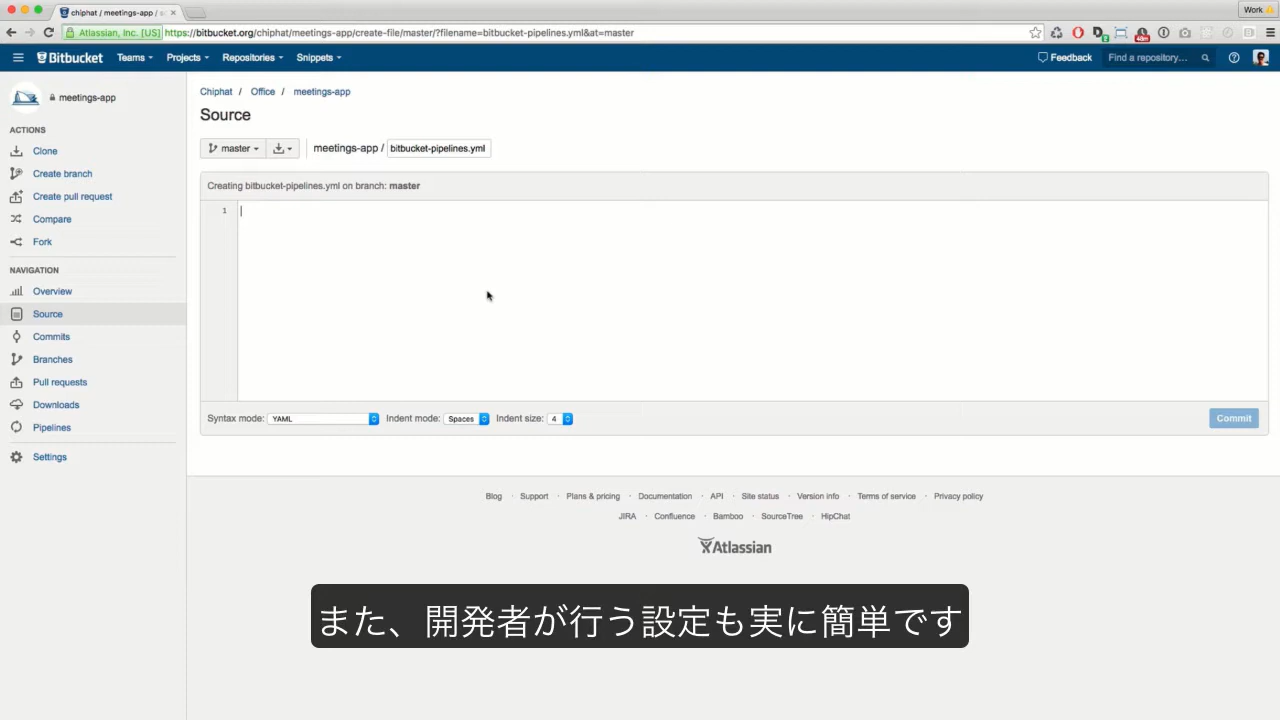 chiphat / meetings-app / s
Work
Atlassian, Inc. [US] https://bitbucket.org/chiphat/meetings-app/create-file/master/?filename=bitbucket-pipelines.yml&at=master
Bitbucket Teams Projects Repositories Snippets Feedback Find a repository...
meetings-app
ACTIONS
Clone
Create branch
Create pull request
Compare
Fork
NAVIGATION
Overview
Source
Commits
Branches
Pull requests
Downloads
Pipelines
Settings
Chiphat / Office / meetings-app
Source
master meetings-app / bitbucket-pipelines.yml
Creating bitbucket-pipelines.yml on branch: master
1
Syntax mode: YAML Indent mode: Spaces Indent size: 4 Commit
Blog · Support · Plans & pricing · Documentation · API · Site status · Version info · Terms of service · Privacy policy
JIRA · Confluence · Bamboo · SourceTree · HipChat
Atlassian
また、開発者が行う設定も実に簡単です